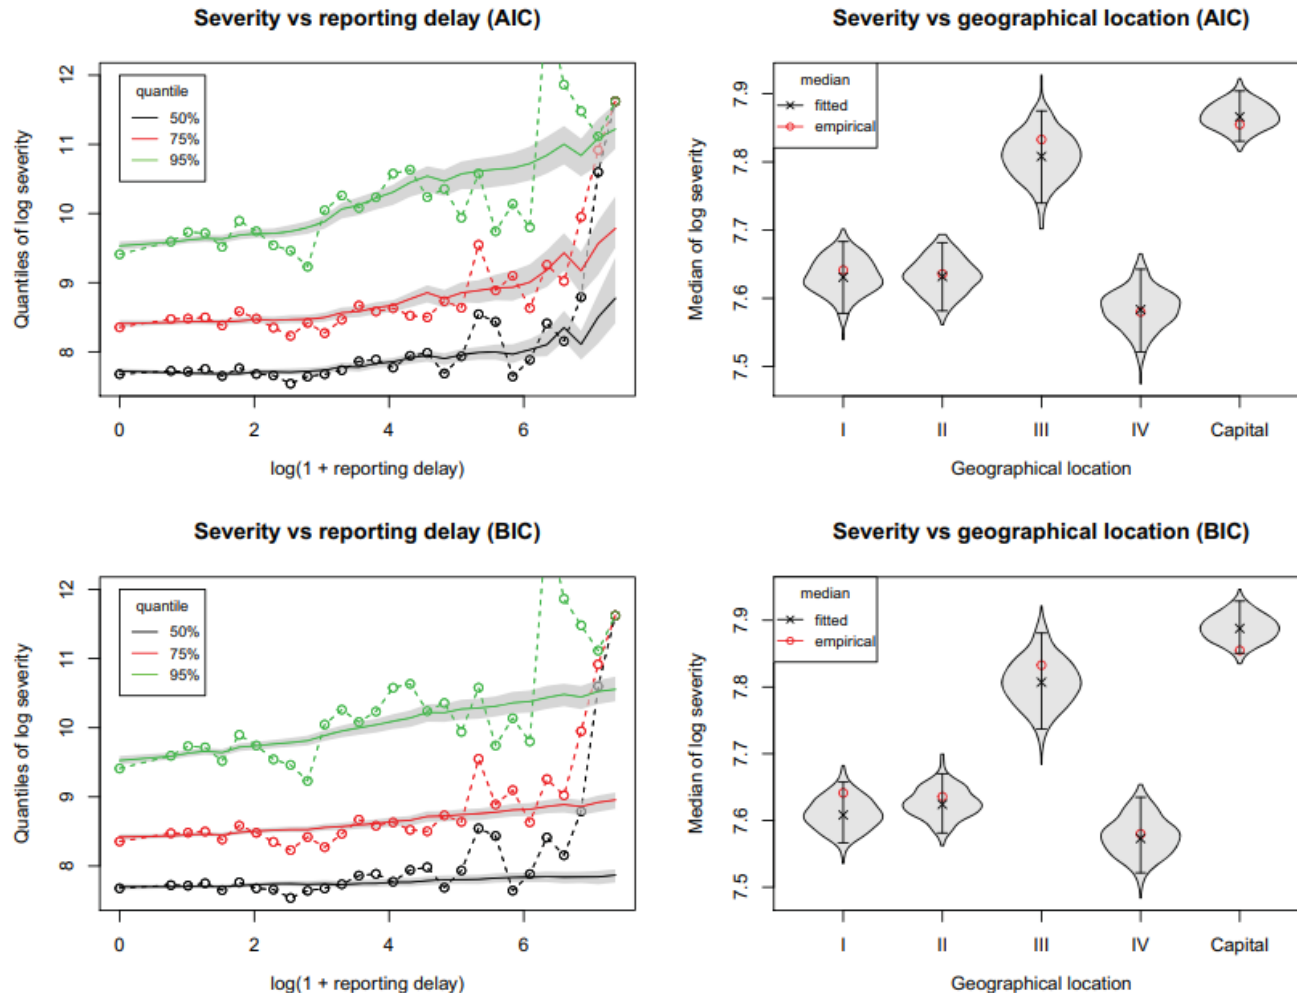 Severity vs reporting delay (AIC)
Quantiles of log severity
12
11
10
9
8
quantile
50%
75%
95%
0
2
4
6
log(1 + reporting delay)
Severity vs geographical location (AIC)
Median of log severity
7.9
7.8
7.7
7.6
7.5
median
fitted
empirical
I
II
III
IV
Capital
Geographical location
Severity vs reporting delay (BIC)
Quantiles of log severity
12
11
10
9
8
quantile
50%
75%
95%
0
2
4
6
log(1 + reporting delay)
Severity vs geographical location (BIC)
Median of log severity
7.9
7.8
7.7
7.6
7.5
median
fitted
empirical
I
II
III
IV
Capital
Geographical location